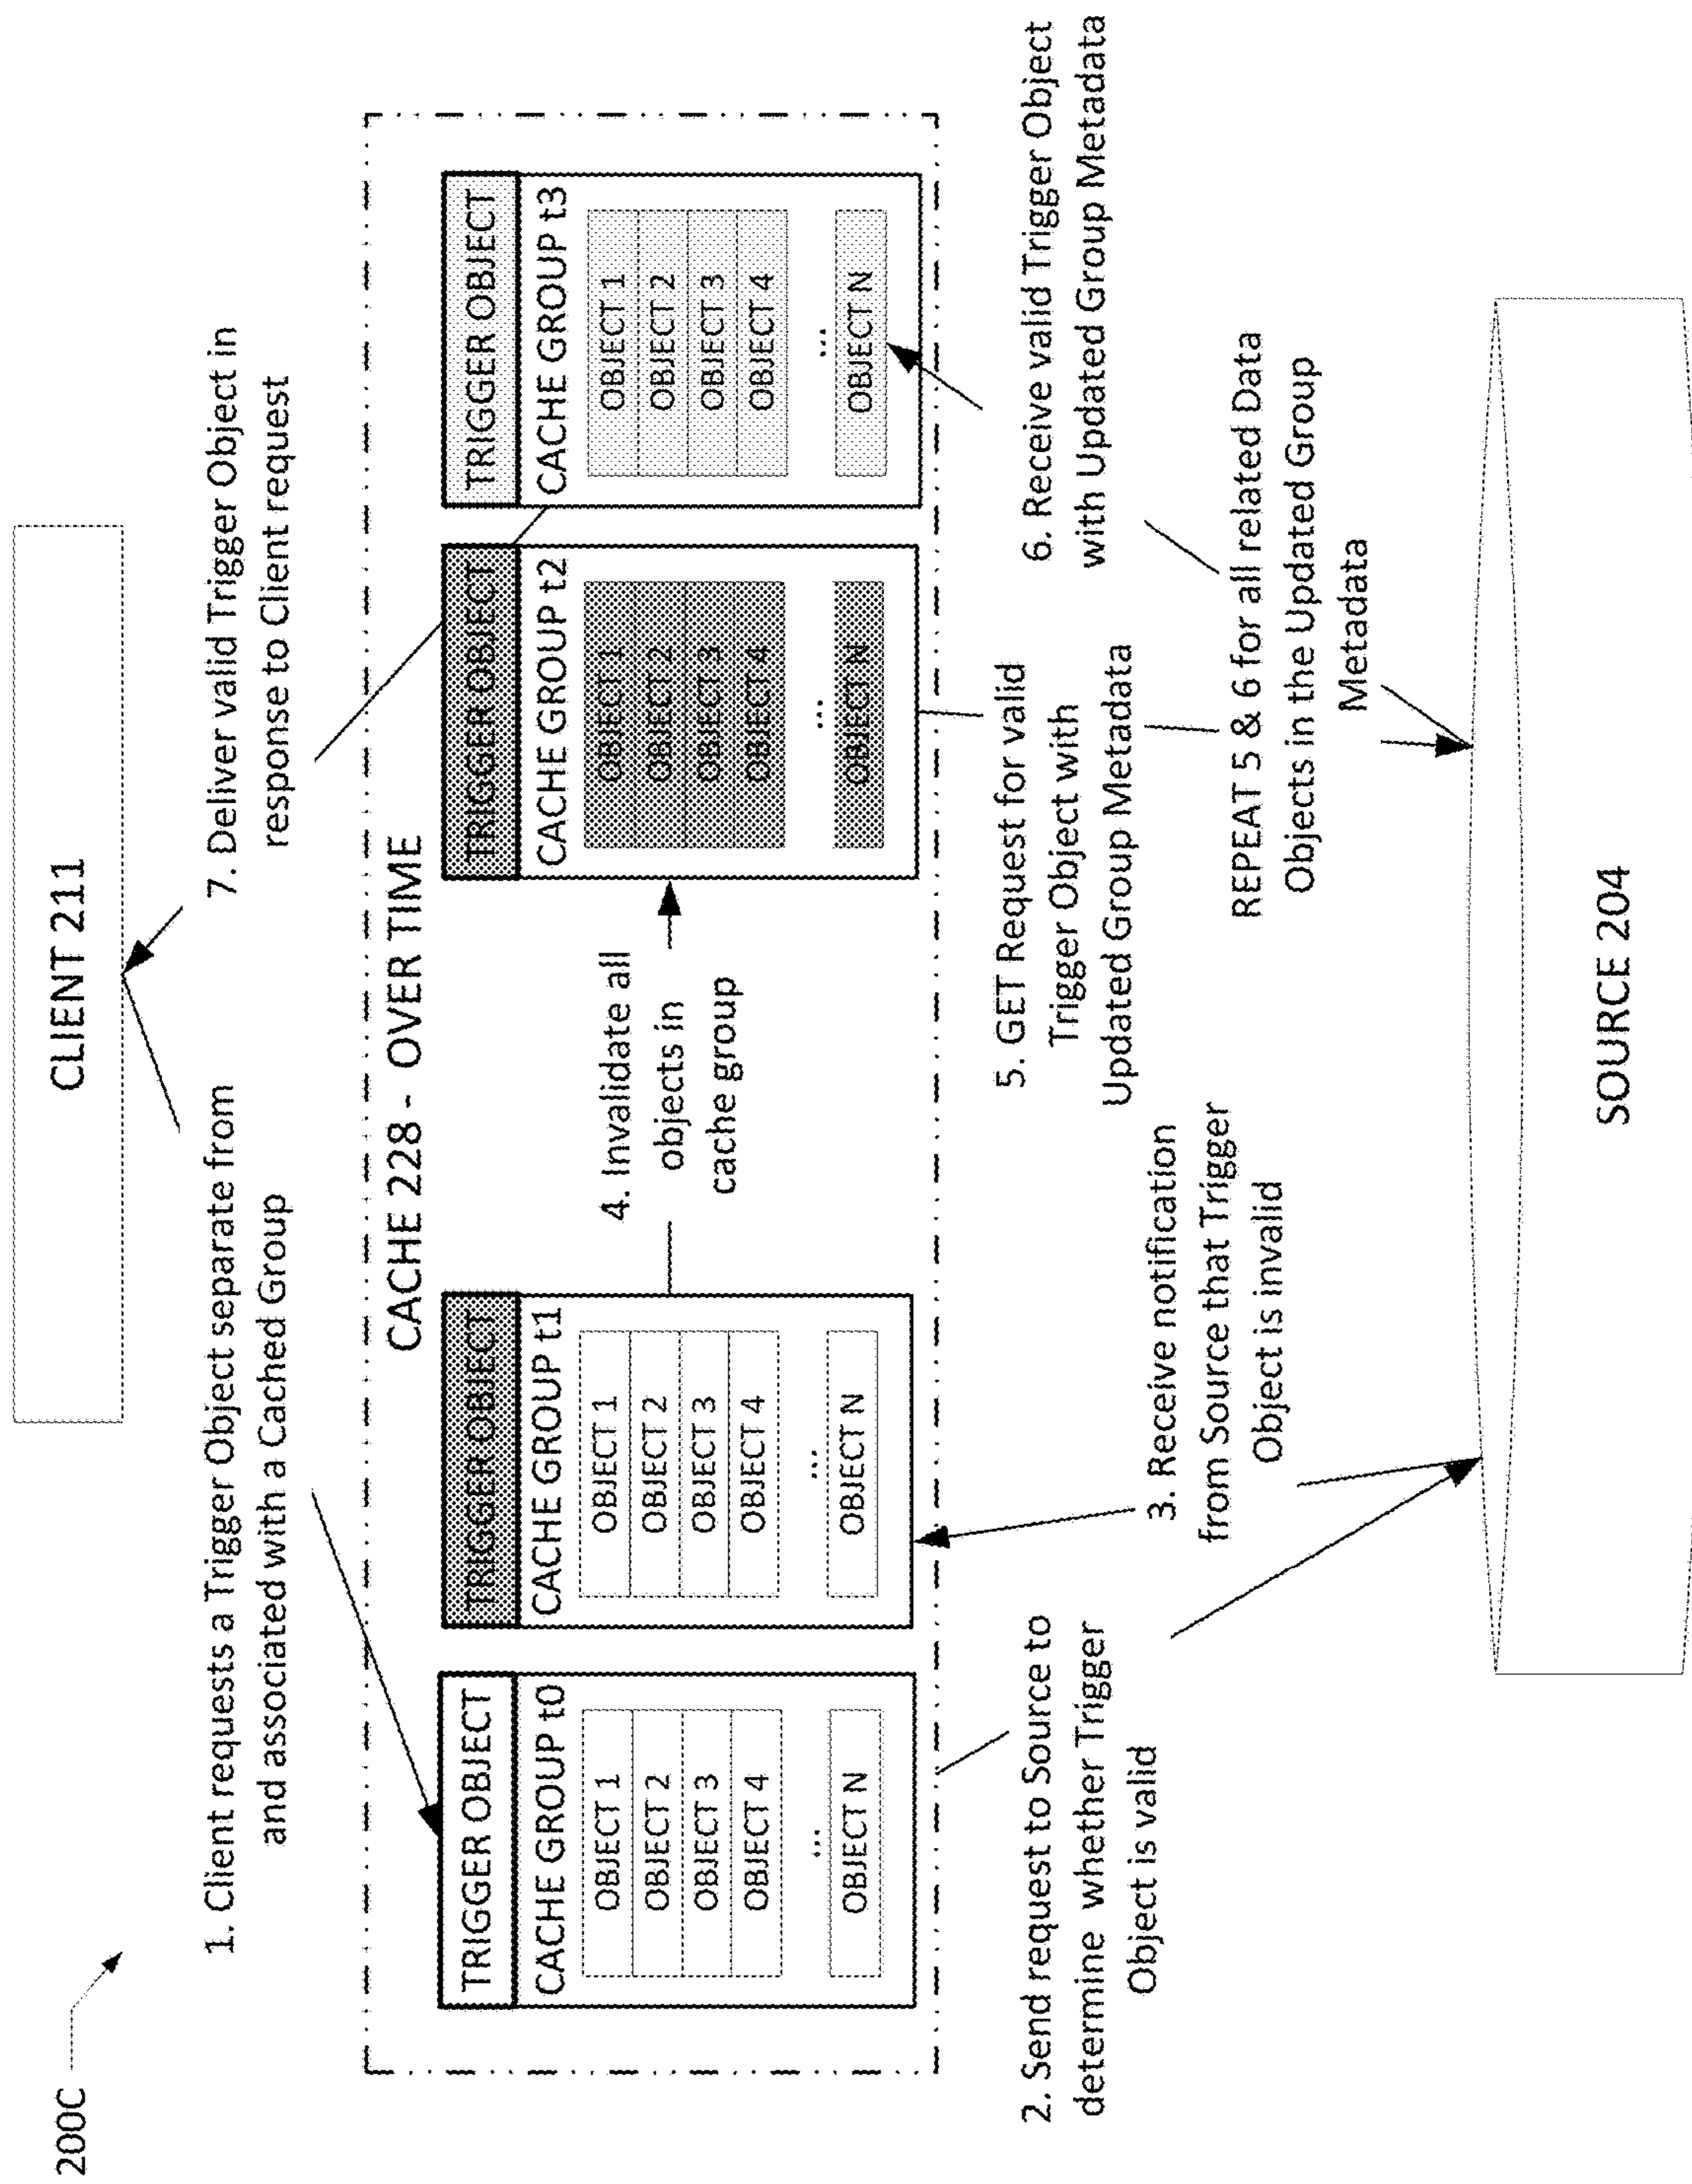 200C
CLIENT 211
1. Client requests a Trigger Object separate from
and associated with a Cached Group
7. Deliver valid Trigger Object in
response to Client request
CACHE 228 - OVER TIME
TRIGGER OBJECT
CACHE GROUP t0
OBJECT 1
OBJECT 2
OBJECT 3
OBJECT 4
...
OBJECT N
TRIGGER OBJECT
CACHE GROUP t1
OBJECT 1
OBJECT 2
OBJECT 3
OBJECT 4
...
OBJECT N
4. Invalidate all
objects in
cache group
TRIGGER OBJECT
CACHE GROUP t2
OBJECT 1
OBJECT 2
OBJECT 3
OBJECT 4
...
OBJECT N
TRIGGER OBJECT
CACHE GROUP t3
OBJECT 1
OBJECT 2
OBJECT 3
OBJECT 4
...
OBJECT N
2. Send request to Source to
determine whether Trigger
Object is valid
3. Receive notification
from Source that Trigger
Object is invalid
5. GET Request for valid
Trigger Object with
Updated Group Metadata
6. Receive valid Trigger Object
with Updated Group Metadata
REPEAT 5 & 6 for all related Data
Objects in the Updated Group
Metadata
SOURCE 204